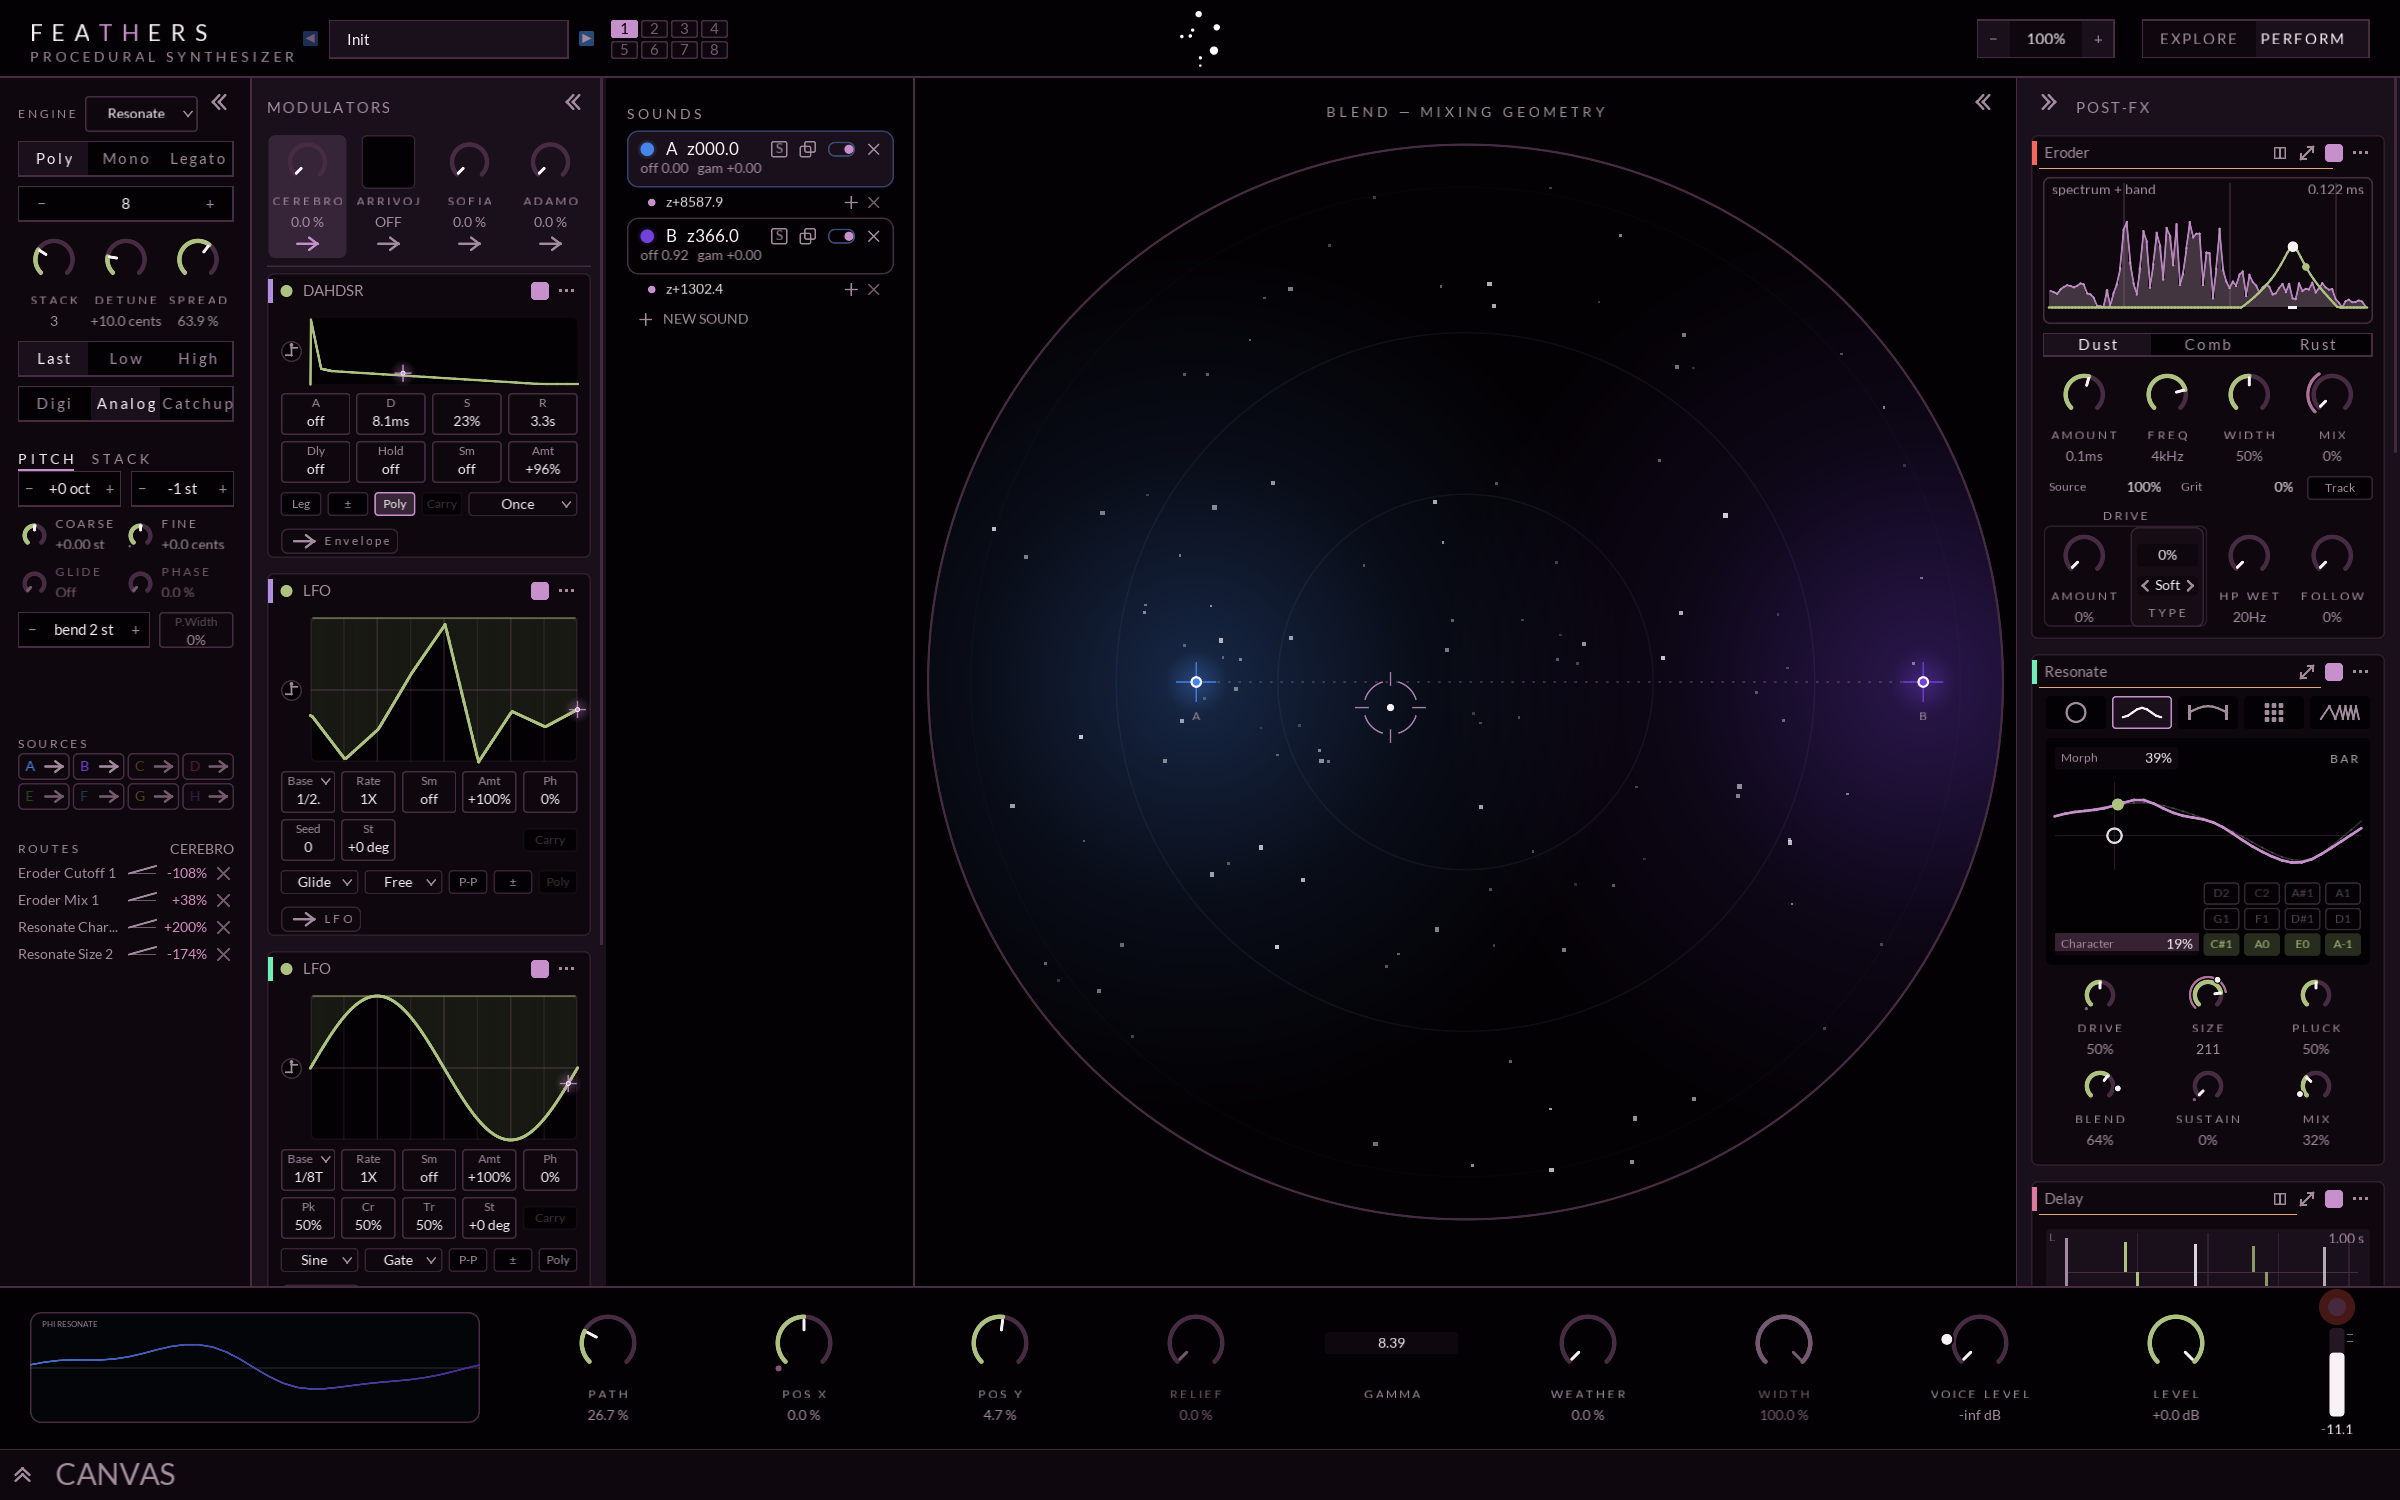 FEATHERS
PROCEDURAL SYNTHESIZER
Init
1 2 3 4
5 6 7 8
− 100% +
EXPLORE PERFORM
ENGINE Resonate
Poly Mono Legato
− 8 +
STACK DETUNE SPREAD
3 +10.0 cents 63.9 %
Last Low High
Digi Analog Catchup
PITCH STACK
− +0 oct + − -1 st +
COARSE FINE
+0.00 st +0.0 cents
GLIDE PHASE
Off 0.0 %
− bend 2 st + P.Width
0%
SOURCES
A B C D
E F G H
ROUTES CEREBRO
Eroder Cutoff 1 -108%
Eroder Mix 1 +38%
Resonate Char... +200%
Resonate Size 2 -174%
MODULATORS
CEREBRO ARRIVOJ SOFIA ADAMO
0.0 % OFF 0.0 % 0.0 %
DAHDSR
A D S R
off 8.1ms 23% 3.3s
Dly Hold Sm Amt
off off off +96%
Leg ± Poly Carry Once
Envelope
LFO
Base Rate Sm Amt Ph
1/2. 1X off +100% 0%
Seed St
0 +0 deg Carry
Glide Free P-P ± Poly
LFO
LFO
Base Rate Sm Amt Ph
1/8T 1X off +100% 0%
Pk Cr Tr St
50% 50% 50% +0 deg Carry
Sine Gate P-P ± Poly
SOUNDS
A z000.0 S
off 0.00 gam +0.00
z+8587.9
B z366.0 S
off 0.92 gam +0.00
z+1302.4
NEW SOUND
BLEND — MIXING GEOMETRY
A
B
POST-FX
Eroder
spectrum + band 0.122 ms
Dust Comb Rust
AMOUNT FREQ WIDTH MIX
0.1ms 4kHz 50% 0%
Source 100% Grit 0% Track
DRIVE
0%
Soft
AMOUNT TYPE HP WET FOLLOW
0% 20Hz 0%
Resonate
Morph 39% BAR
D2 C2 A#1 A1
G1 F1 D#1 D1
Character 19% C#1 A0 E0 A-1
DRIVE SIZE PLUCK
50% 211 50%
BLEND SUSTAIN MIX
64% 0% 32%
Delay
L 1.00 s
PHI RESONATE
PATH POS X POS Y RELIEF GAMMA WEATHER WIDTH VOICE LEVEL LEVEL
26.7 % 0.0 % 4.7 % 0.0 % 8.39 0.0 % 100.0 % -inf dB +0.0 dB
-11.1
CANVAS